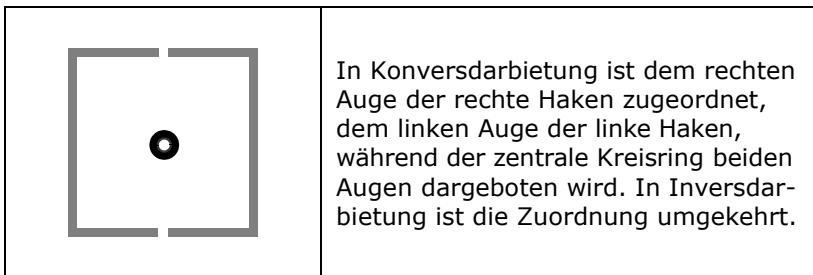 In Konversdarbietung ist dem rechten
Auge der rechte Haken zugeordnet,
dem linken Auge der linke Haken,
während der zentrale Kreisring beiden
Augen dargeboten wird. In Inversdar-
bietung ist die Zuordnung umgekehrt.